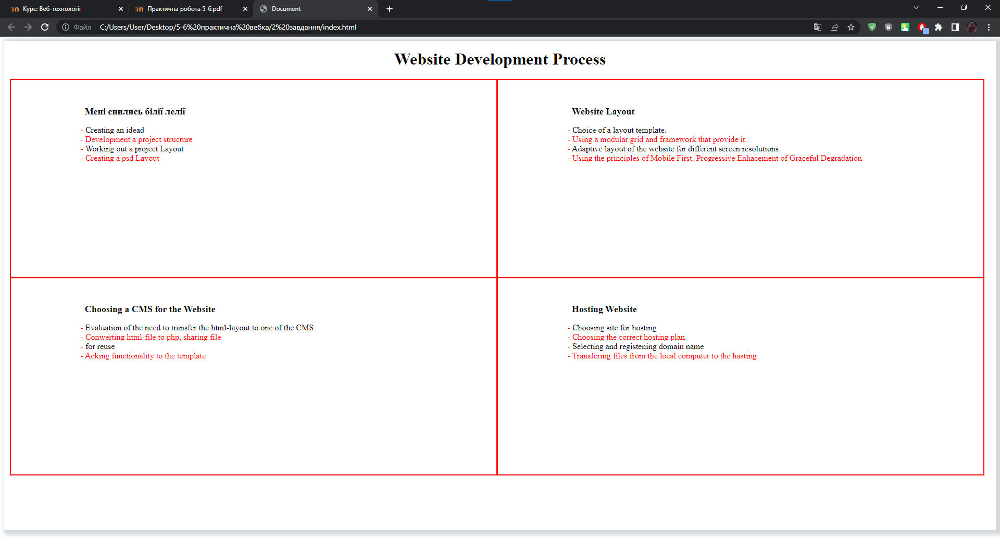 Курс: Веб-технології
Практична робота 5-6.pdf
Document
Файл
C:/Users/User/Desktop/5-6%20практична%20вебка/2%20завдання/index.html
Website Development Process
Мені снились білії лелії
- Creating an idead
- Development a project structure
- Working out a project Layout
- Creating a psd Layout
Website Layout
- Choice of a layout template.
- Using a modular grid and framework that provide it.
- Adaptive layout of the website for different screen resolutions.
- Using the principles of Mobile First. Progressive Enhacement of Graceful Degradation
Choosing a CMS for the Website
- Evaluation of the need to transfer the html-layout to one of the CMS
- Conwerting html-file to php, sharing file
- for reuse
- Acking functionality to the template
Hosting Website
- Choosing site for hosting
- Choosing the correct hosting plan
- Selecting and registening domain name
- Transfering files from the local computer to the hasting